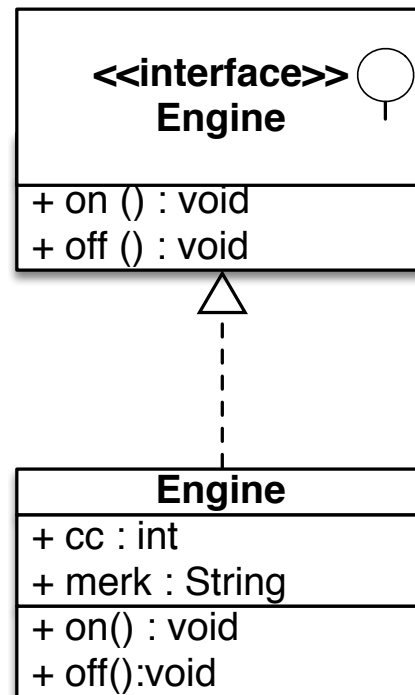 <<interface>>
Engine
+ on () : void
+ off () : void
Engine
+ cc : int
+ merk : String
+ on() : void
+ off():void